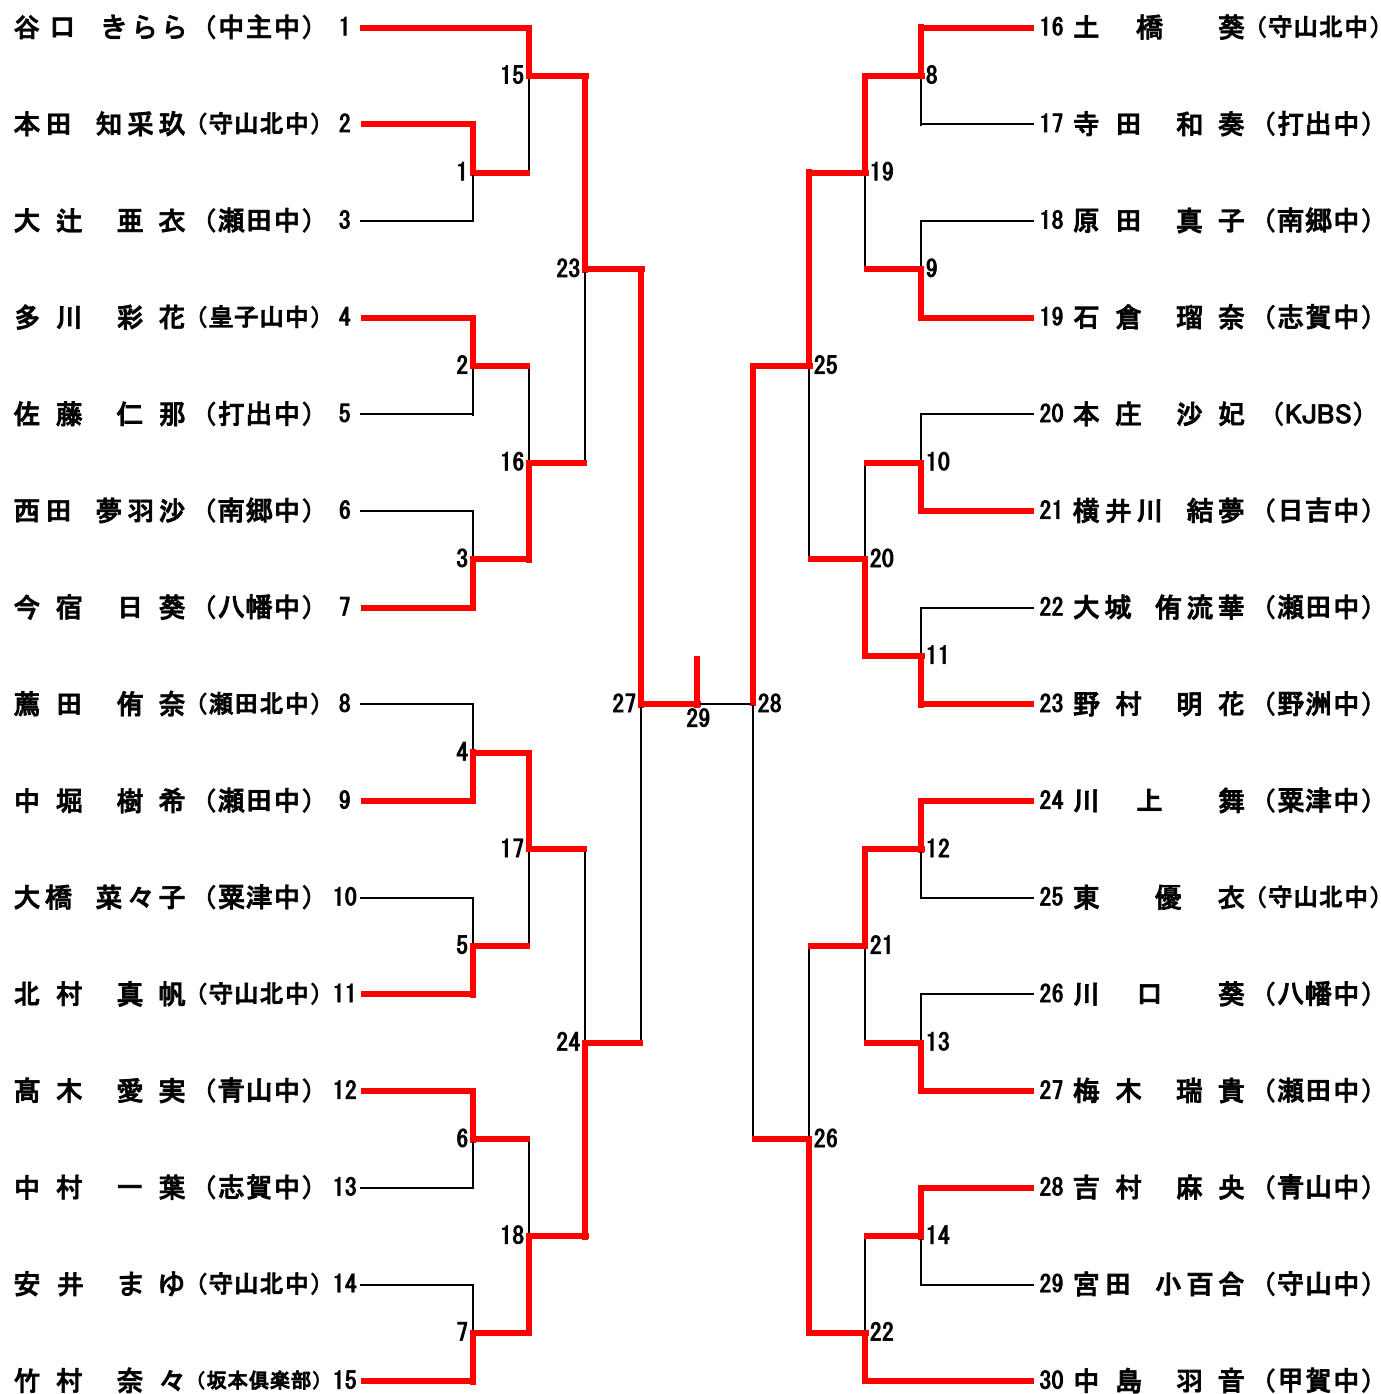 谷口 きらら (中主中) 1
本田 知采玖 (守山北中) 2
大辻 亜衣 (瀬田中) 3
多川 彩花 (皇子山中) 4
佐藤 仁那 (打出中) 5
西田 夢羽沙 (南郷中) 6
今宿 日葵 (八幡中) 7
薦田 侑奈 (瀬田北中) 8
中堀 樹希 (瀬田中) 9
大橋 菜々子 (粟津中) 10
北村 真帆 (守山北中) 11
髙木 愛実 (青山中) 12
中村 一葉 (志賀中) 13
安井 まゆ (守山北中) 14
竹村 奈々 (坂本倶楽部) 15
15
1
23
2
16
3
27
4
17
5
24
6
18
7
29
28
8
19
9
25
10
20
11
12
21
13
26
14
22
16 土橋 葵 (守山北中)
17 寺田 和奏 (打出中)
18 原田 真子 (南郷中)
19 石倉 瑠奈 (志賀中)
20 本庄 沙妃 (KJBS)
21 横井川 結夢 (日吉中)
22 大城 侑流華 (瀬田中)
23 野村 明花 (野洲中)
24 川上 舞 (粟津中)
25 東 優衣 (守山北中)
26 川口 葵 (八幡中)
27 梅木 瑞貴 (瀬田中)
28 吉村 麻央 (青山中)
29 宮田 小百合 (守山中)
30 中島 羽音 (甲賀中)